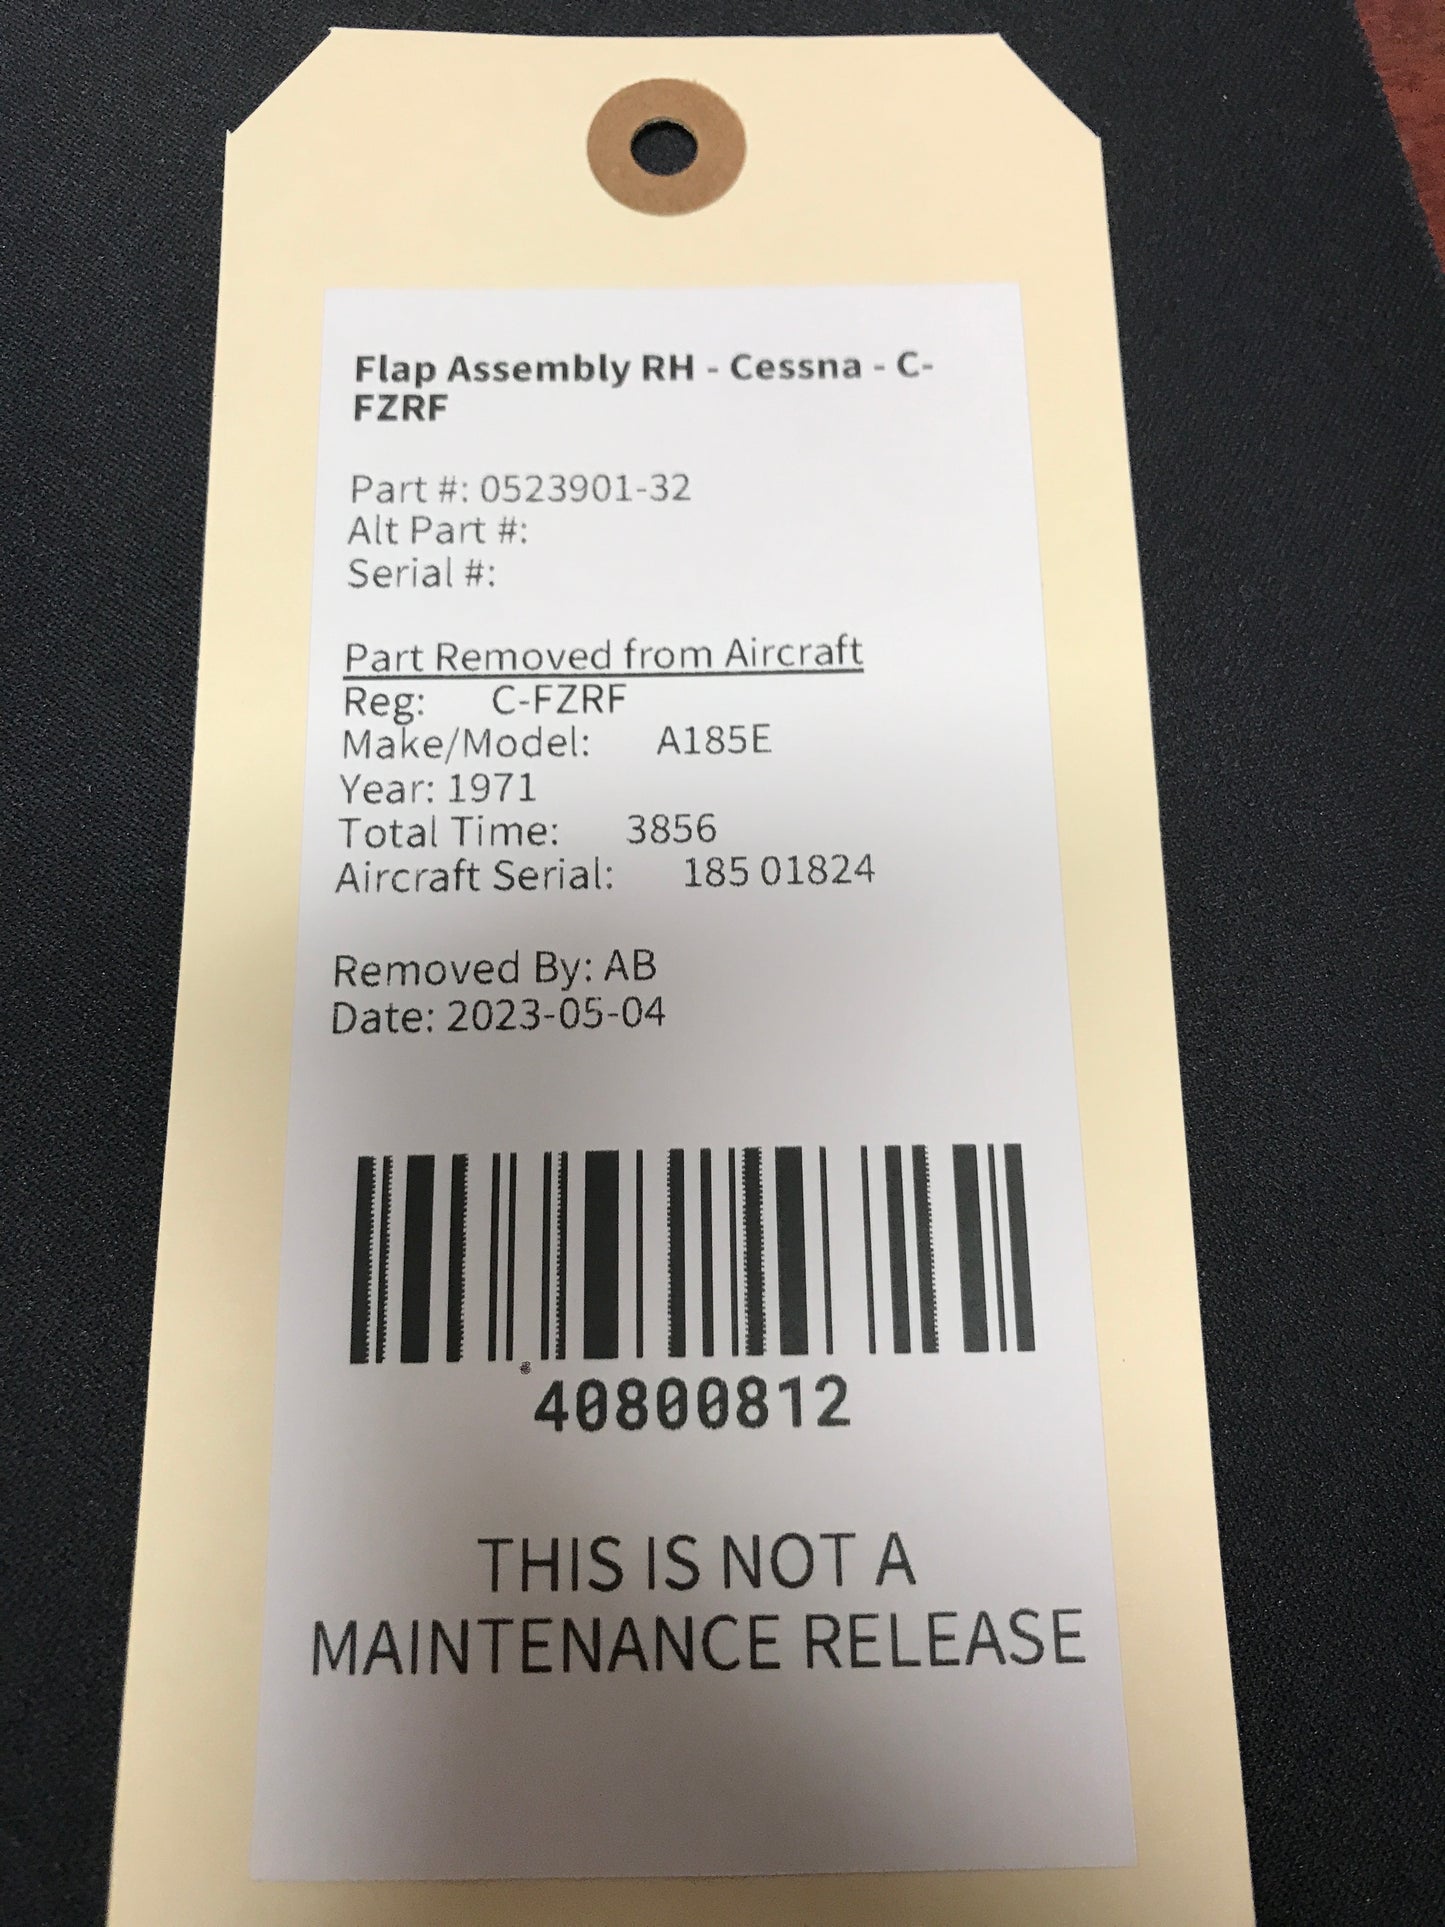 Flap Assembly RH - Cessna - C-
FZRF
Part #: 0523901-32
Alt Part #:
Serial #:
Part Removed from Aircraft
Reg: C-FZRF
Make/Model: A185E
Year: 1971
Total Time: 3856
Aircraft Serial: 185 01824
Removed By: AB
Date: 2023-05-04
40800812
THIS IS NOT A
MAINTENANCE RELEASE